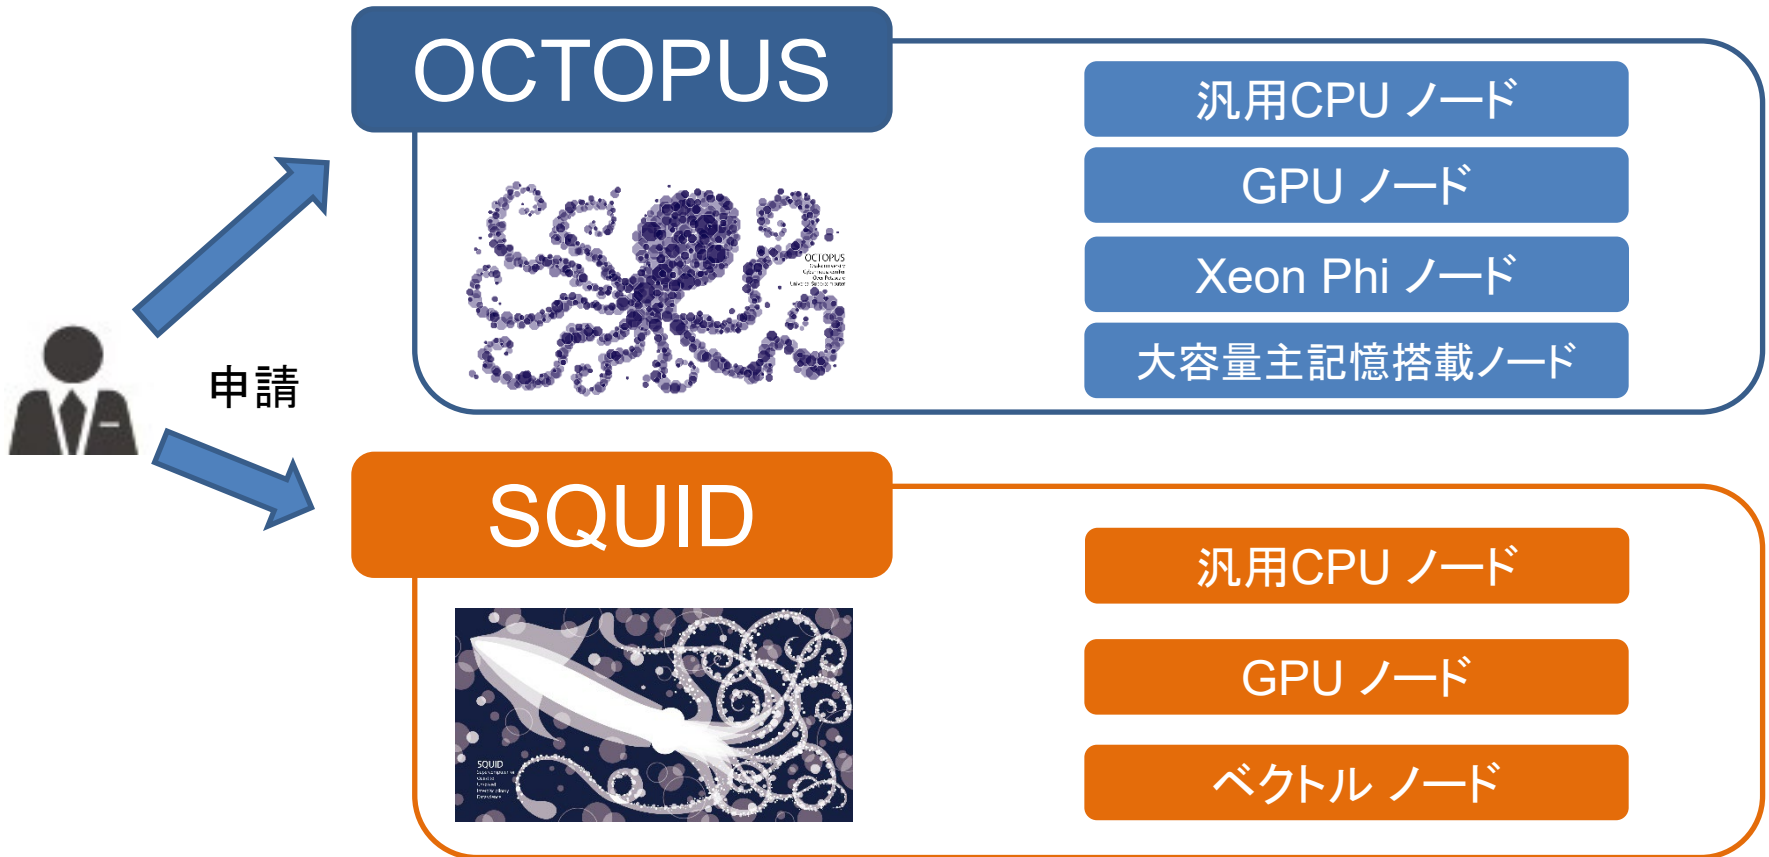 OCTOPUS
汎用CPU ノード
GPU ノード
Xeon Phi ノード
大容量主記憶搭載ノード
OCTOPUS
申請
SQUID
汎用CPU ノード
GPU ノード
ベクトル ノード
SQUID